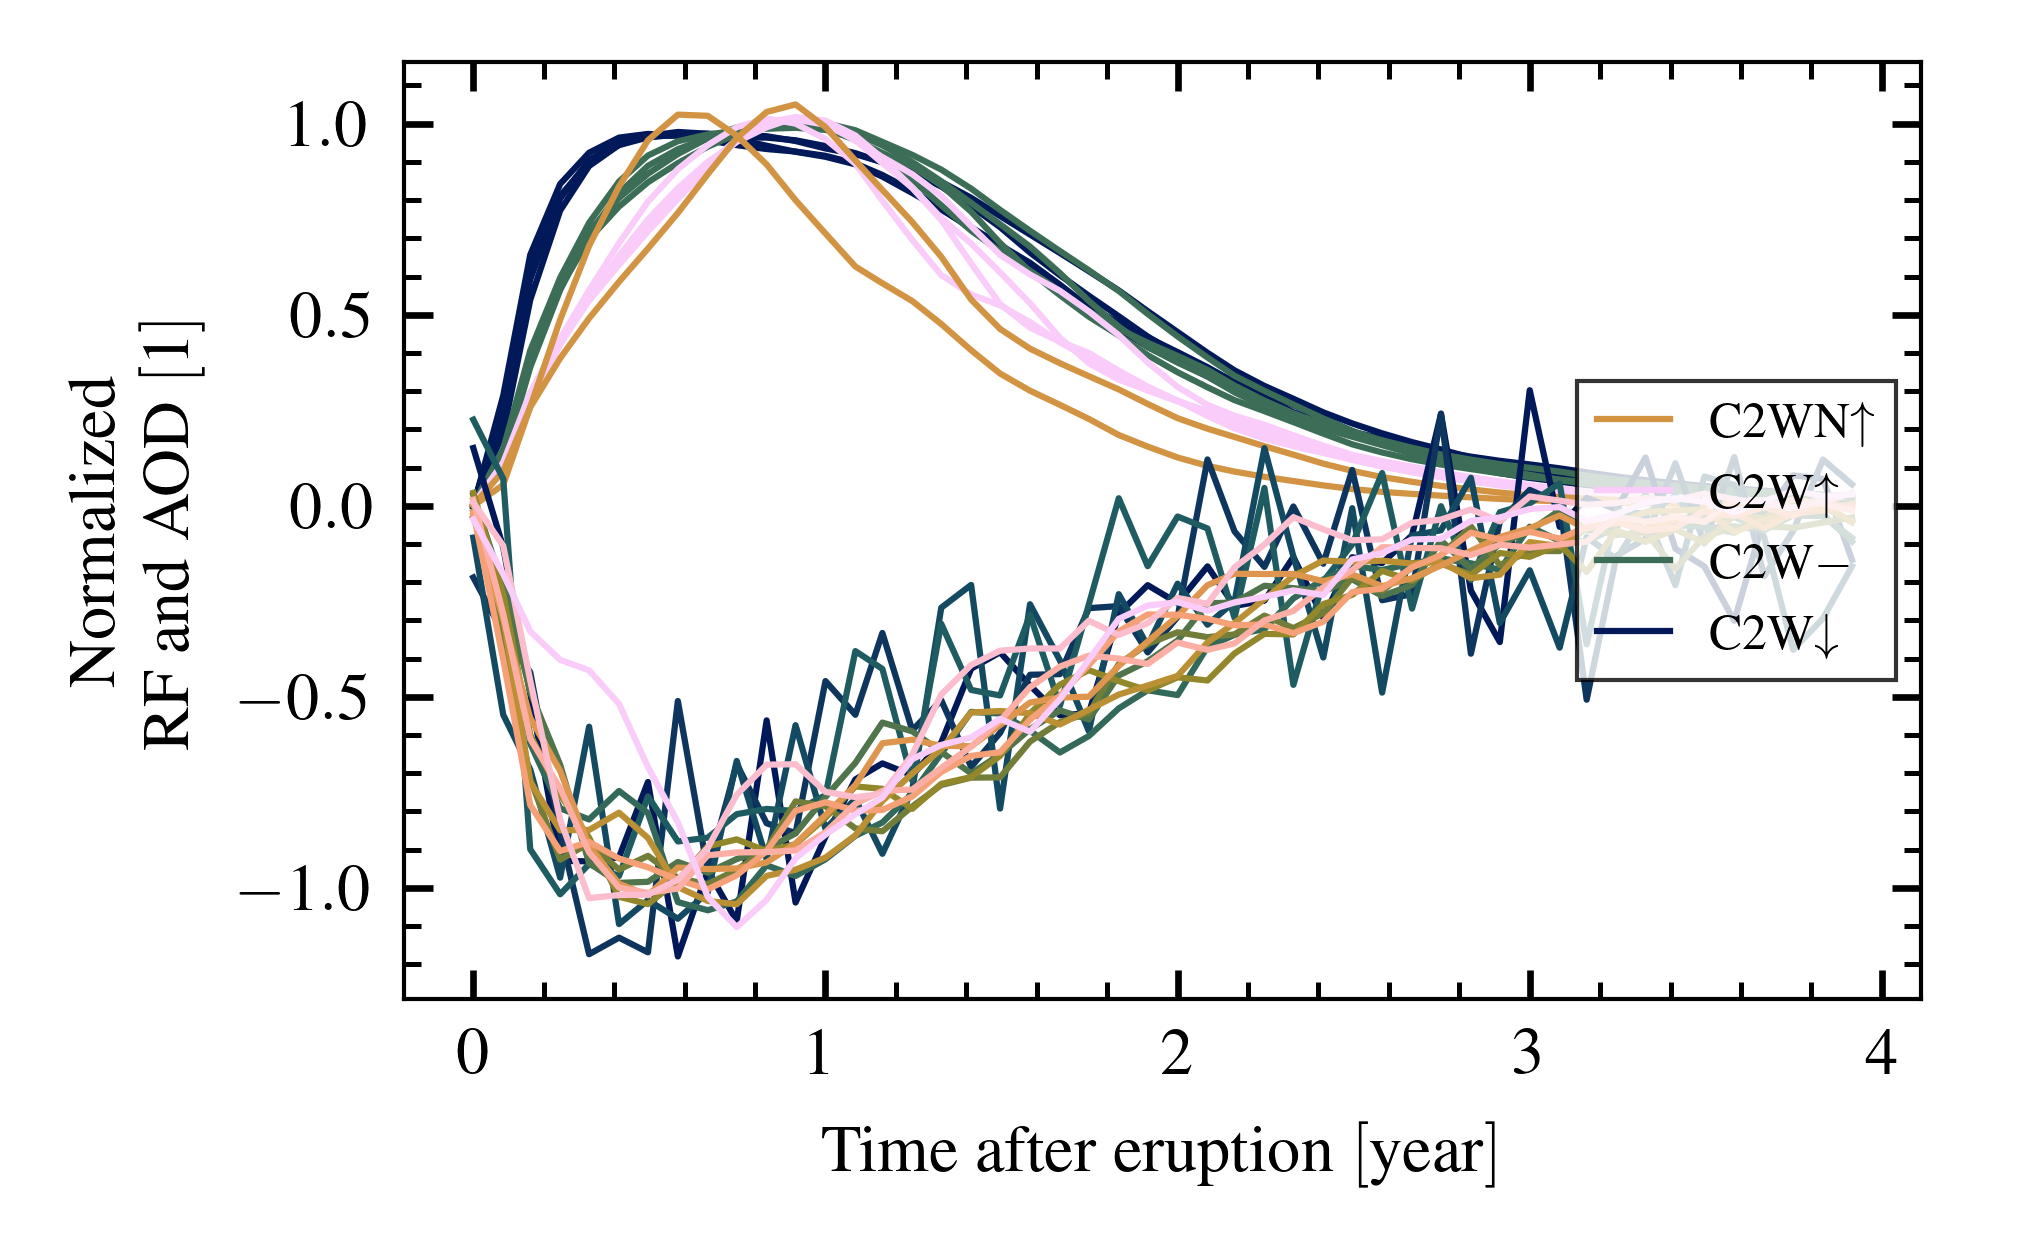 Normalized
RF and AOD [1]
1.0
0.5
0.0
−0.5
−1.0
C2WN↑
C2W↑
C2W−
C2W↓
0 1 2 3 4
Time after eruption [year]